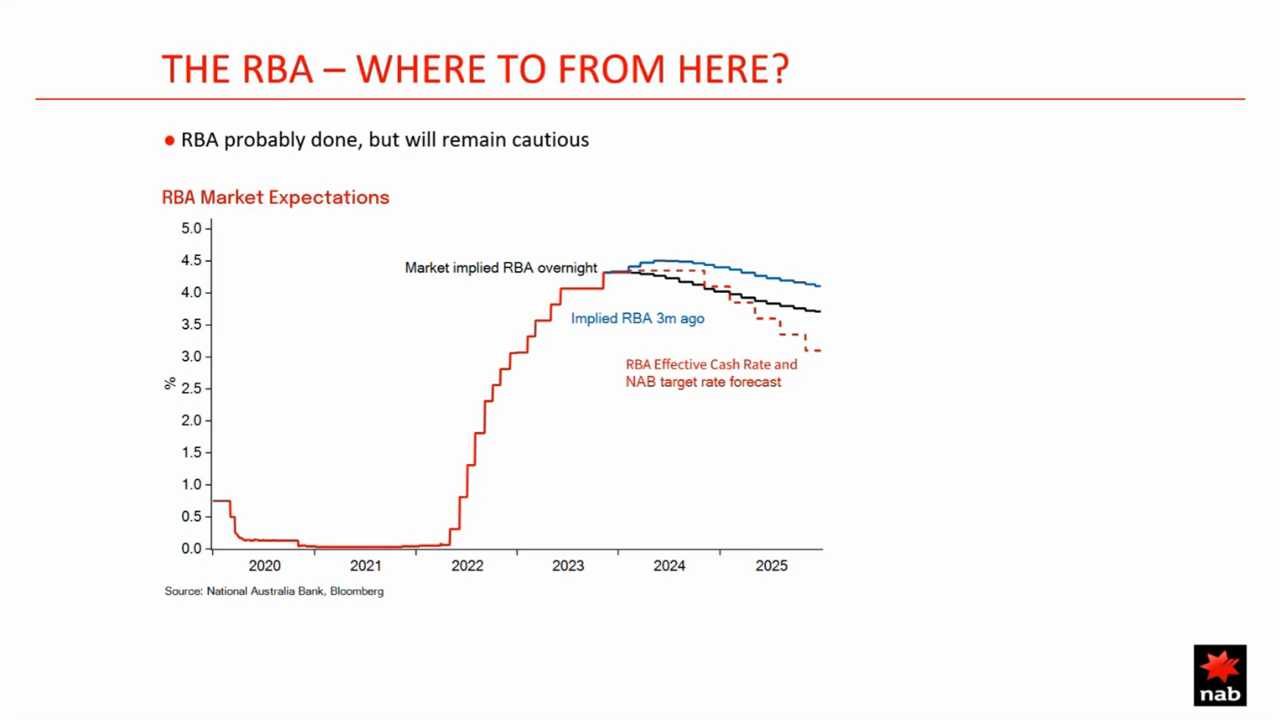 THE RBA – WHERE TO FROM HERE?
● RBA probably done, but will remain cautious
RBA Market Expectations
5.0
4.5
4.0
3.5
3.0
2.5
2.0
1.5
1.0
0.5
0.0
%
Market implied RBA overnight
Implied RBA 3m ago
RBA Effective Cash Rate and
NAB target rate forecast
2020 2021 2022 2023 2024 2025
Source: National Australia Bank, Bloomberg
nab